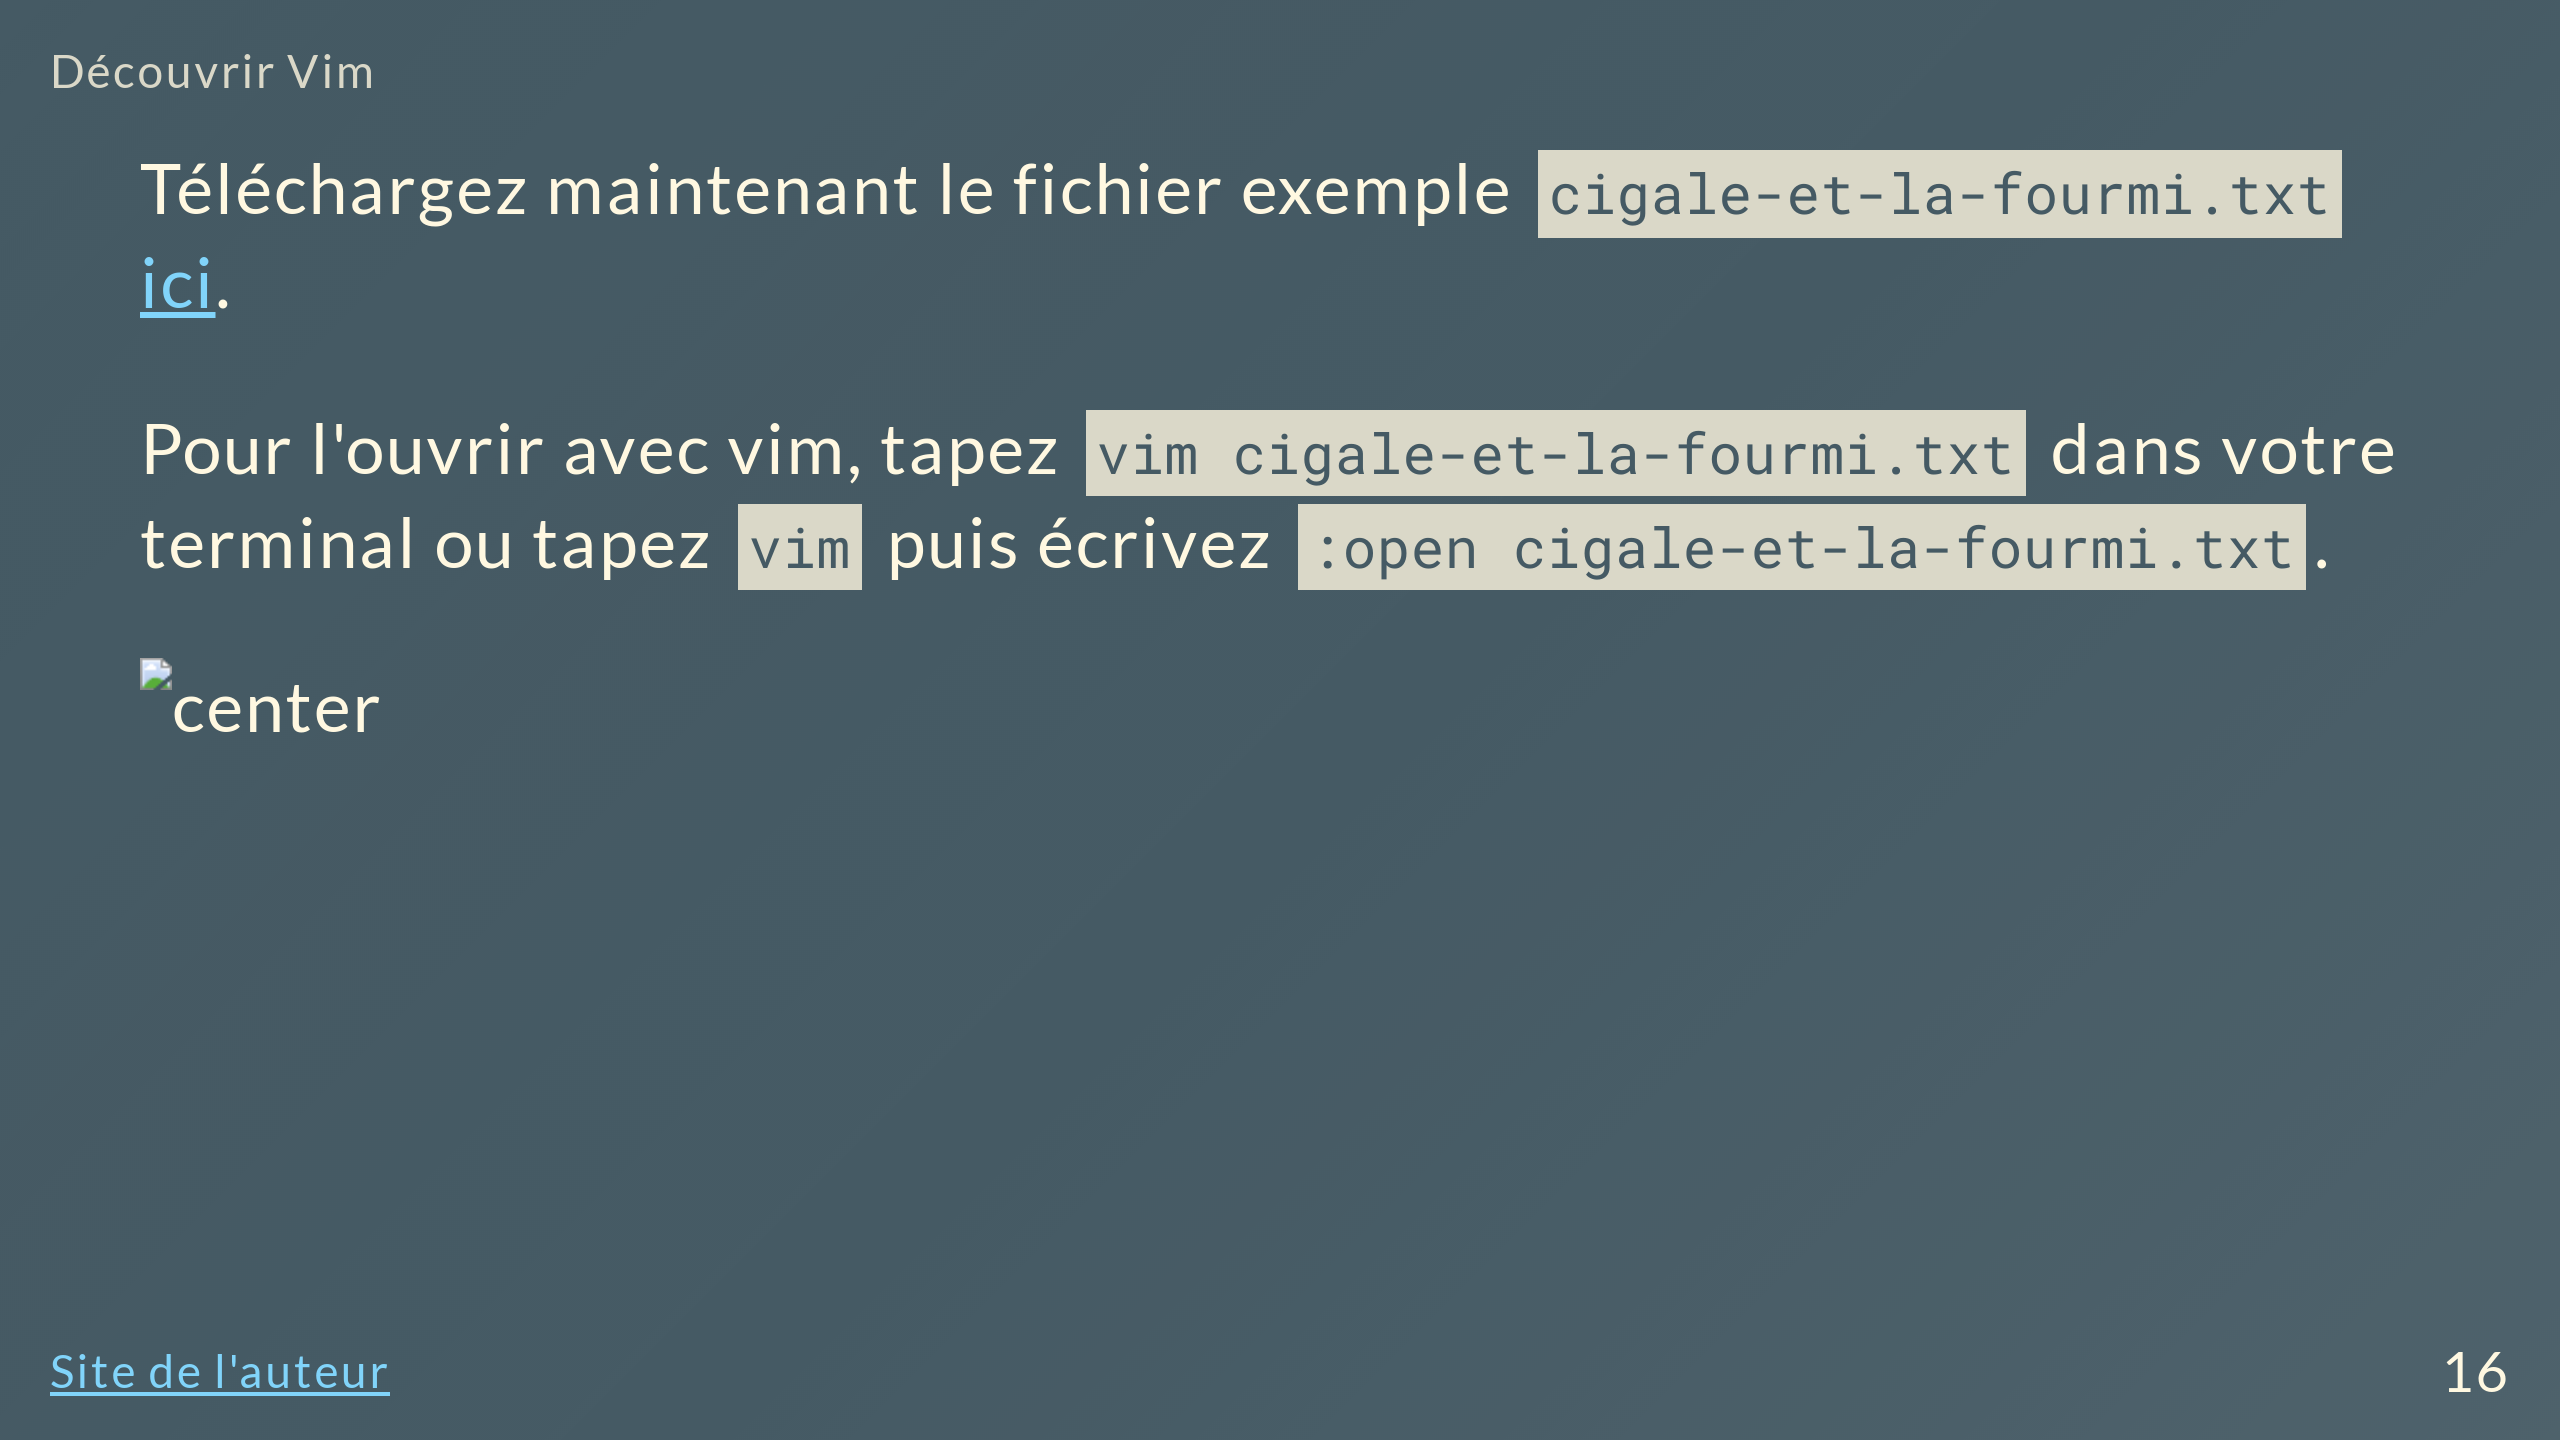 Découvrir Vim
Téléchargez maintenant le fichier exemple cigale-et-la-fourmi.txt
ici.
Pour l'ouvrir avec vim, tapez vim cigale-et-la-fourmi.txt dans votre
terminal ou tapez vim puis écrivez :open cigale-et-la-fourmi.txt.
center
Site de l'auteur
16